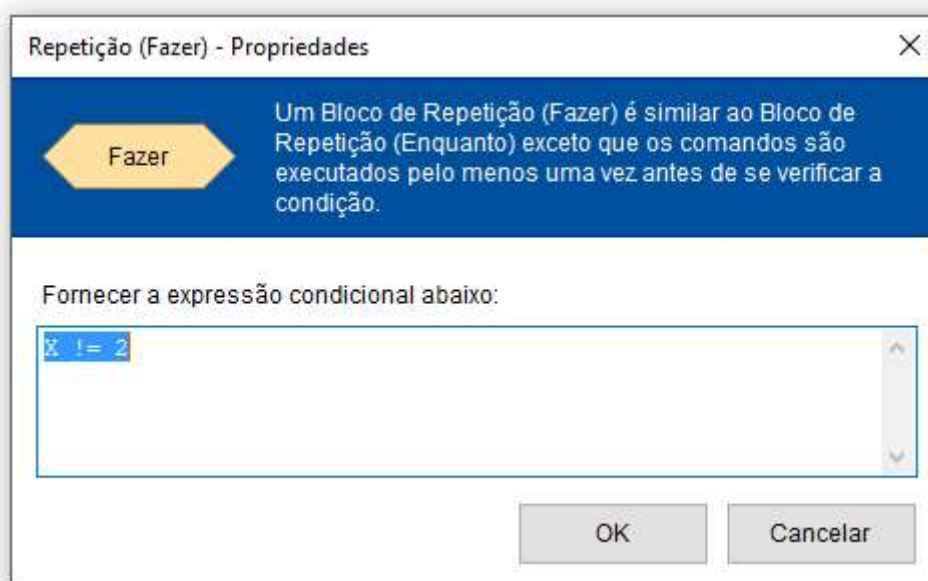 Repetição (Fazer) - Propriedades
Fazer
Um Bloco de Repetição (Fazer) é similar ao Bloco de
Repetição (Enquanto) exceto que os comandos são
executados pelo menos uma vez antes de se verificar a
condição.
Fornecer a expressão condicional abaixo:
X != 2
OK
Cancelar